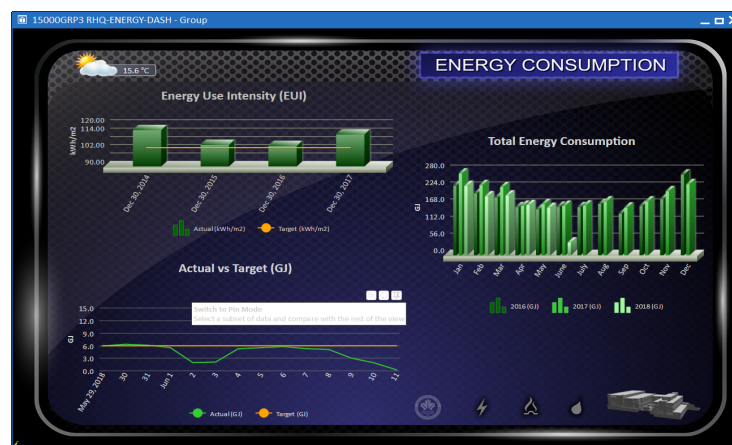 15000GRP3 RHQ-ENERGY-DASH - Group
15.6 °C
ENERGY CONSUMPTION
Energy Use Intensity (EUI)
kWh/m2
120.00
114.00
102.00
90.00
Dec 30, 2014
Dec 30, 2015
Dec 30, 2016
Dec 30, 2017
Actual (kWh/m2)
Target (kWh/m2)
Total Energy Consumption
GJ
280.0
224.0
168.0
112.0
56.0
0.0
Jan
Feb
Mar
Apr
May
June
July
Aug
Sep
Oct
Nov
Dec
2016 (GJ)
2017 (GJ)
2018 (GJ)
Actual vs Target (GJ)
Switch to Pin Mode
Select a subset of data and compare with the rest of the view
GJ
15.0
12.0
9.0
6.0
3.0
0.0
May 29, 2018
30
31
Jun 1
2
3
4
5
6
7
8
9
10
11
Actual (GJ)
Target (GJ)